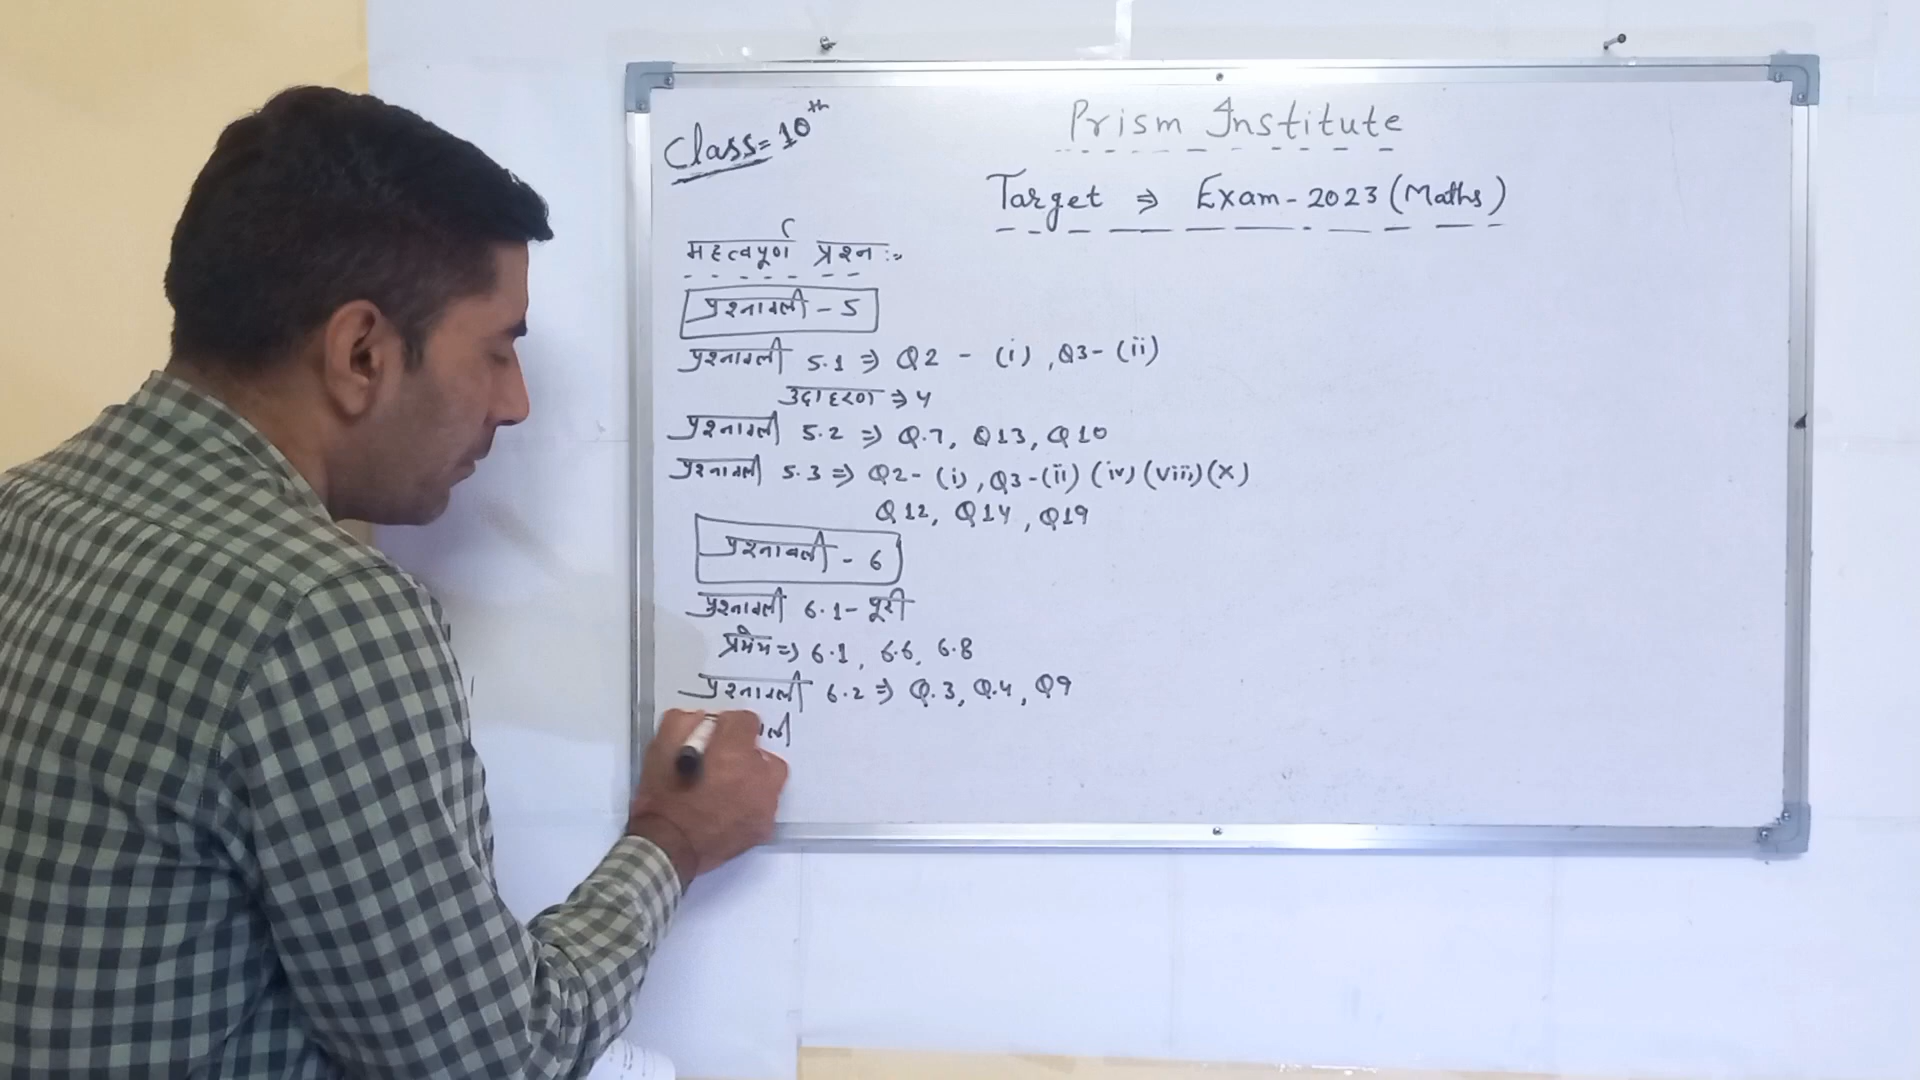 Class = 10th
Prism Institute
Target ⇒ Exam - 2023 (Maths)
महत्वपूर्ण प्रश्न :-
प्रश्नावली - 5
प्रश्नावली 5.1 ⇒ Q2 - (i), Q3 - (ii)
उदाहरण ⇒ 4
प्रश्नावली 5.2 ⇒ Q.7, Q13, Q10
प्रश्नावली 5.3 ⇒ Q2 - (i), Q3 - (ii) (iv) (viii) (x)
Q12, Q14, Q19
प्रश्नावली - 6
प्रश्नावली 6.1 - पूरी
प्रमेय ⇒ 6.1, 6.6, 6.8
प्रश्नावली 6.2 ⇒ Q.3, Q.4, Q9